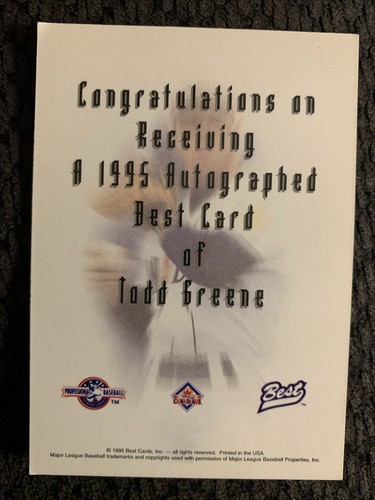 Congratulations on
Receiving
A 1995 Autographed
Best Card
of
Todd Greene
PROFESSIONAL BASEBALL
TM
Best
TM
© 1995 Best Cards, Inc. — all rights reserved. Printed in the USA
Major League Baseball trademarks and copyrights used with permission of Major League Baseball Properties, Inc.